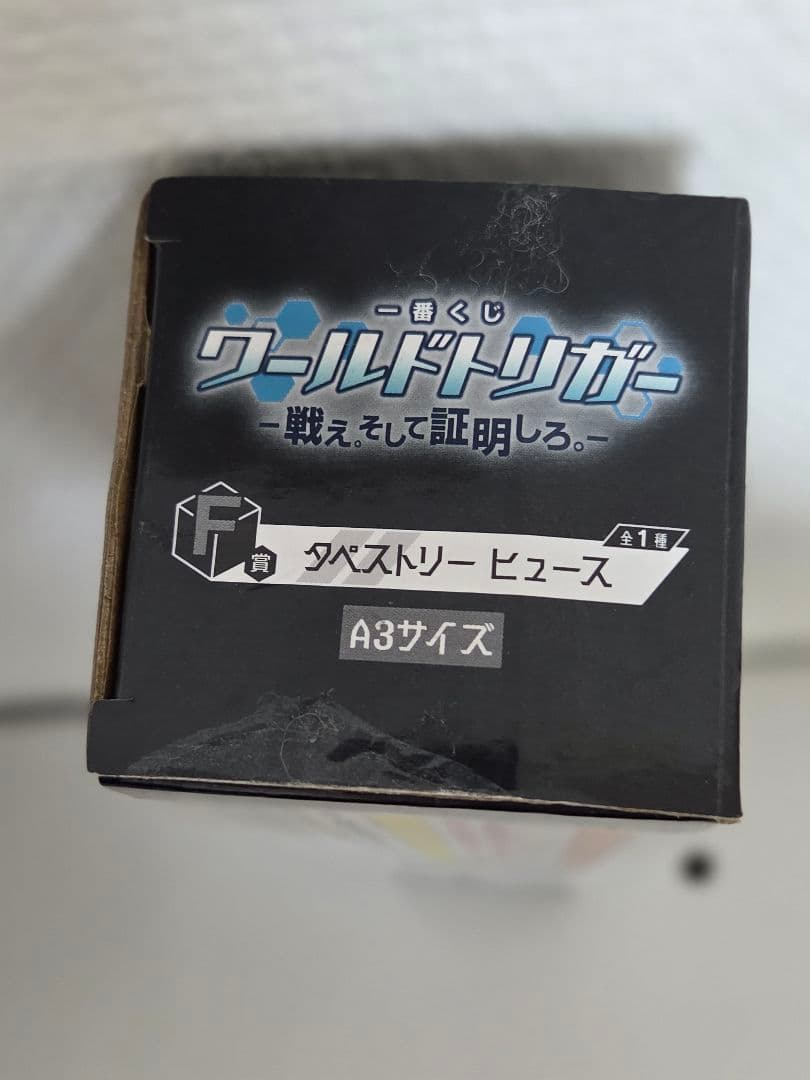 一番くじ
ワールドトリガー
-戦え。そして証明しろ。-
F賞 タペストリー ヒュース 全1種
A3サイズ